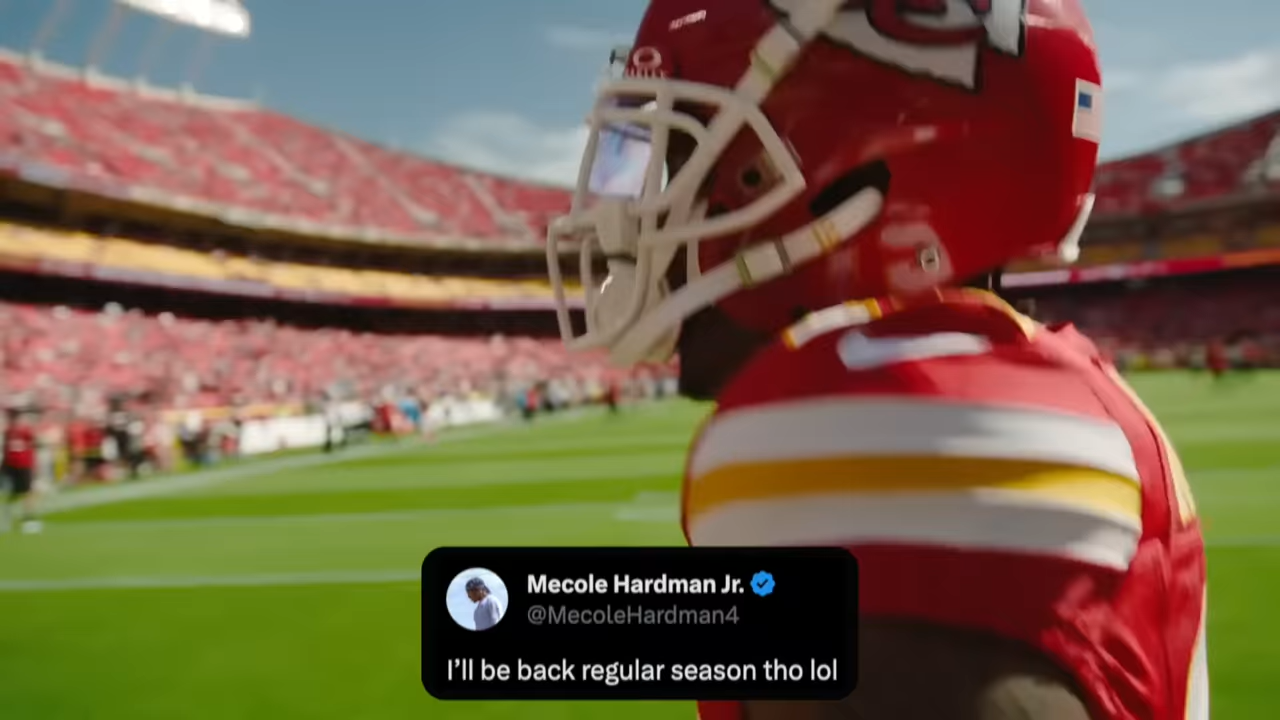 Mecole Hardman Jr.
@MecoleHardman4
I'll be back regular season tho lol